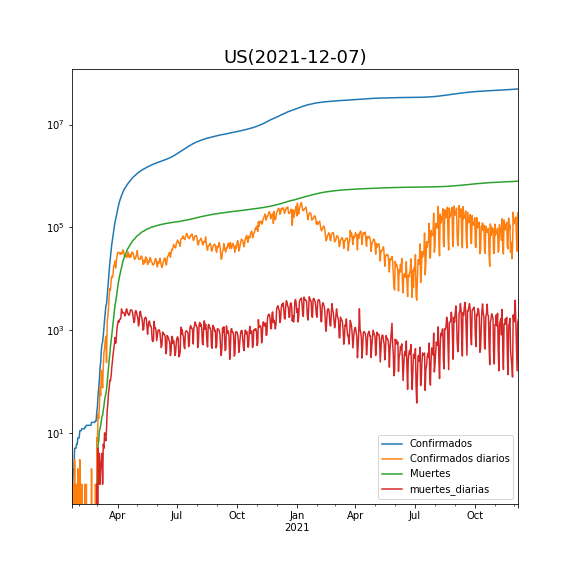 US(2021-12-07)
10^7
10^5
10^3
10^1
Apr Jul Oct Jan Apr Jul Oct
2021
Confirmados
Confirmados diarios
Muertes
muertes_diarias